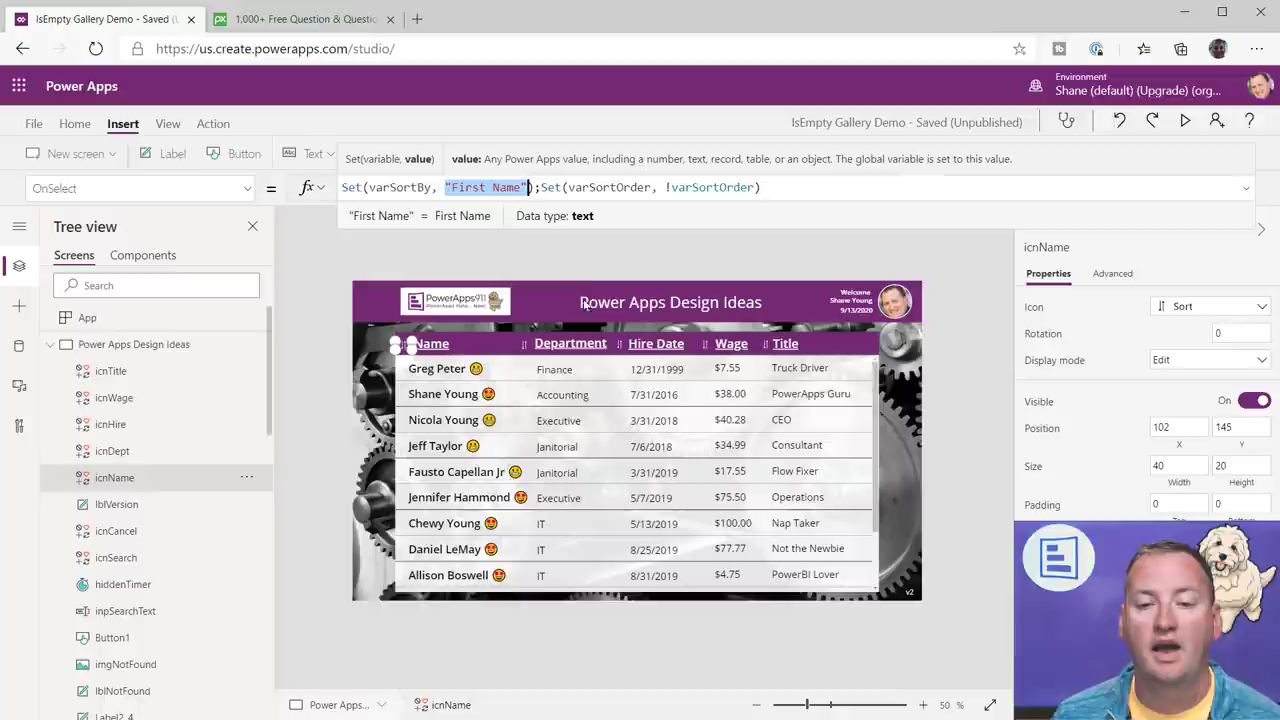 IsEmpty Gallery Demo - Saved (U
1,000+ Free Question & Questio
https://us.create.powerapps.com/studio/
Power Apps
Environment
Shane (default) (Upgrade) (org...
File Home Insert View Action
IsEmpty Gallery Demo - Saved (Unpublished)
New screen Label Button Text
Set(variable, value) value: Any Power Apps value, including a number, text, record, table, or an object. The global variable is set to this value.
OnSelect = fx Set(varSortBy, "First Name");Set(varSortOrder, !varSortOrder)
"First Name" = First Name Data type: text
Tree view
Screens Components
Search
App
Power Apps Design Ideas
icnTitle
icnWage
icnHire
icnDept
icnName ...
lblVersion
icnCancel
icnSearch
hiddenTimer
inpSearchText
Button1
imgNotFound
lblNotFound
Label2_4
PowerApps911
Power Apps Design Ideas
Welcome
Shane Young
9/13/2020
Name Department Hire Date Wage Title
Greg Peter Finance 12/31/1999 $7.55 Truck Driver
Shane Young Accounting 7/31/2016 $38.00 PowerApps Guru
Nicola Young Executive 3/31/2018 $40.28 CEO
Jeff Taylor Janitorial 7/6/2018 $34.99 Consultant
Fausto Capellan Jr Janitorial 3/31/2019 $17.55 Flow Fixer
Jennifer Hammond Executive 5/7/2019 $75.50 Operations
Chewy Young IT 5/13/2019 $100.00 Nap Taker
Daniel LeMay IT 8/25/2019 $77.77 Not the Newbie
Allison Boswell IT 8/31/2019 $4.75 PowerBI Lover
v2
icnName
Properties Advanced
Icon Sort
Rotation 0
Display mode Edit
Visible On
Position 102 145
X Y
Size 40 20
Width Height
Padding 0 0
Power Apps... icnName
50 %